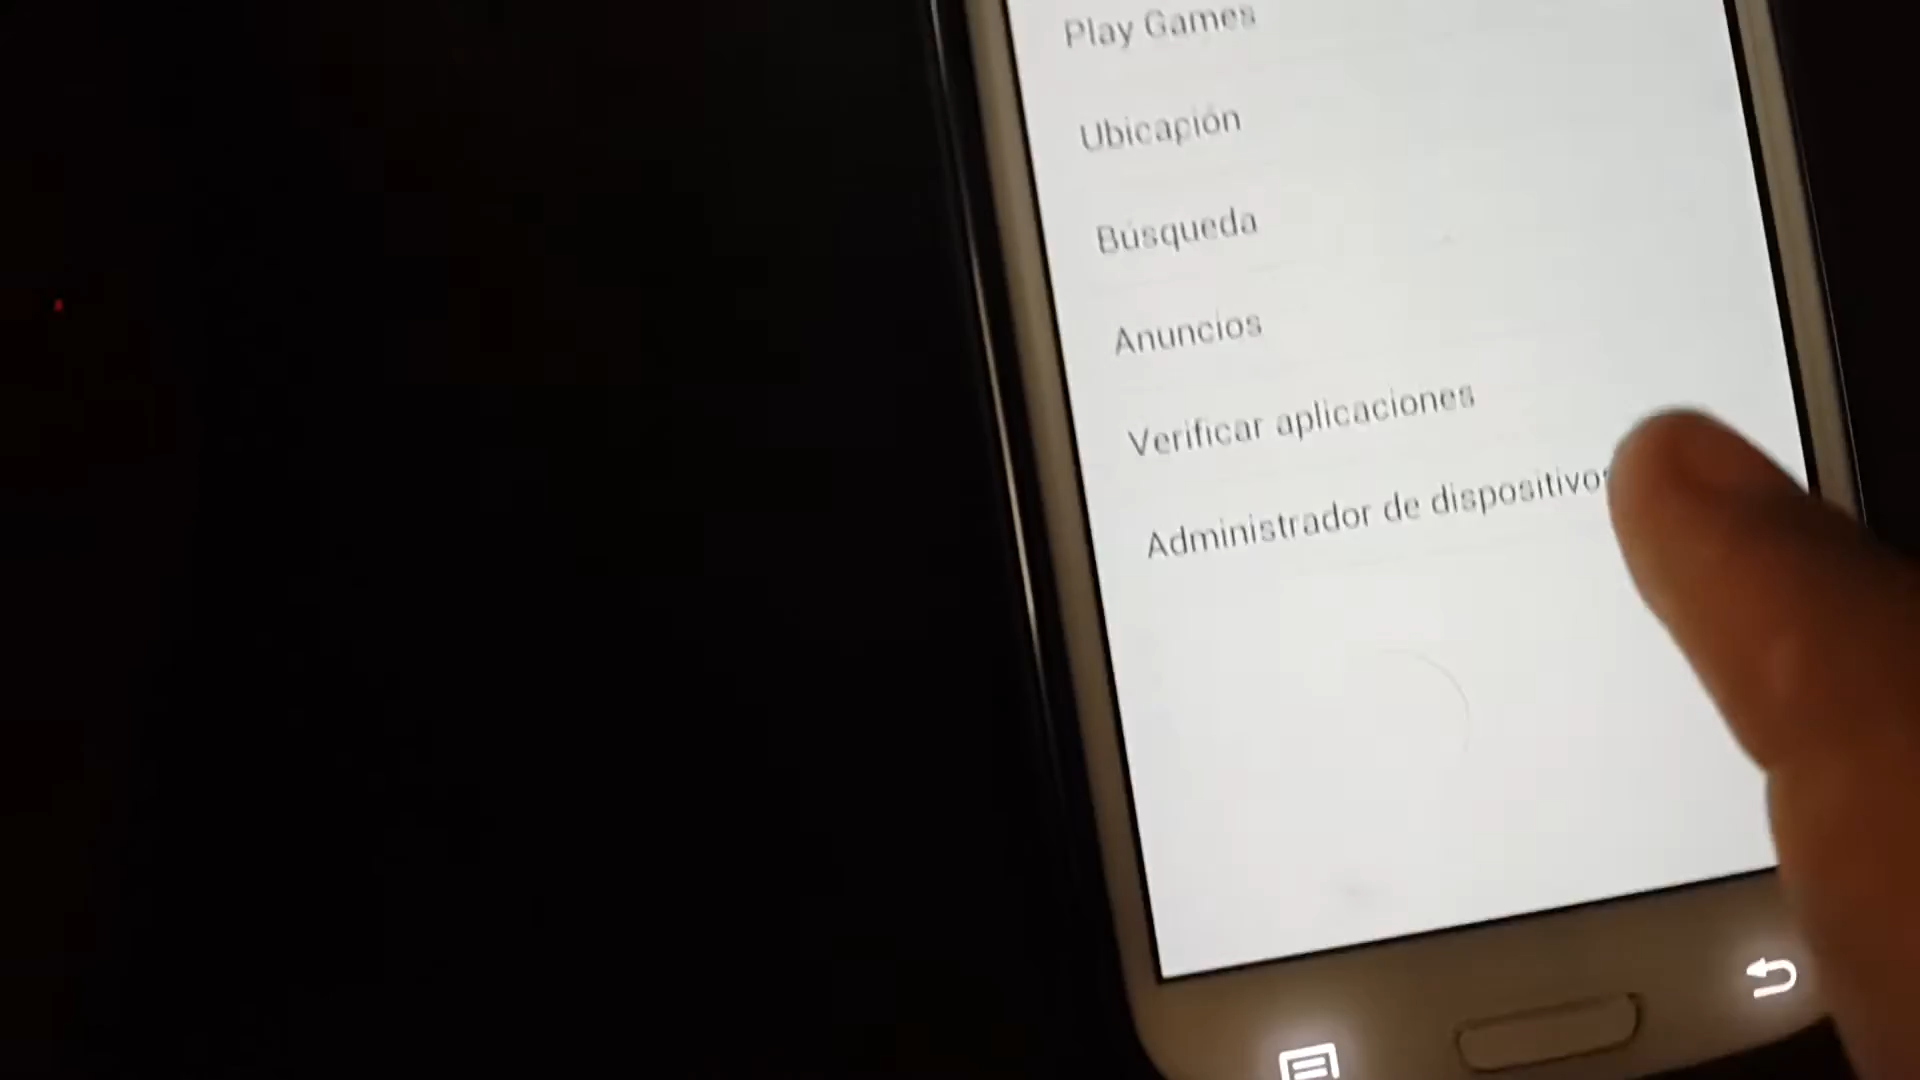 Play Games
Ubicación
Búsqueda
Anuncios
Verificar aplicaciones
Administrador de dispositivos